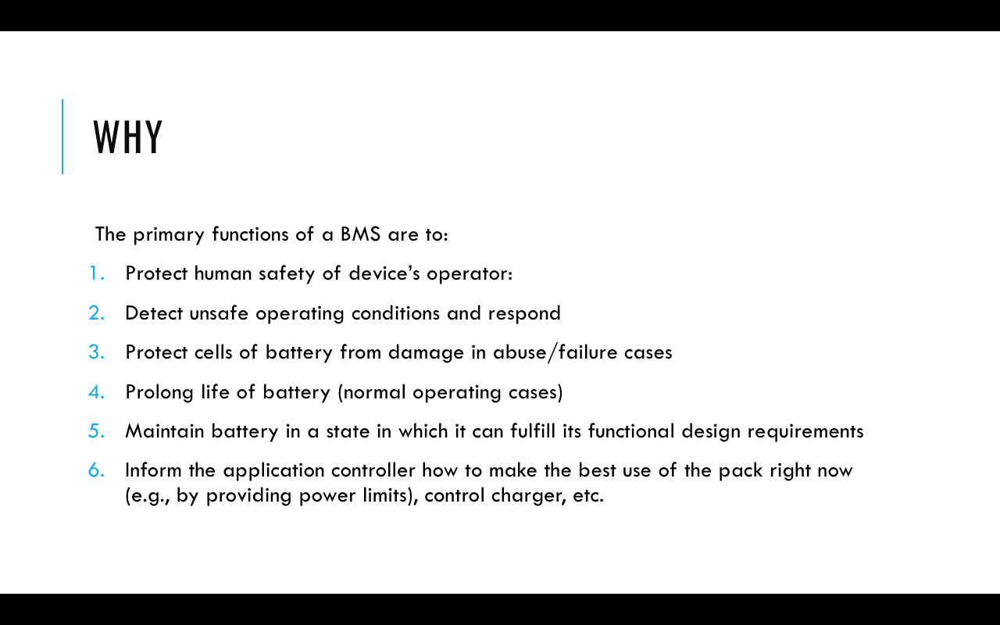 WHY
The primary functions of a BMS are to:
1. Protect human safety of device’s operator:
2. Detect unsafe operating conditions and respond
3. Protect cells of battery from damage in abuse/failure cases
4. Prolong life of battery (normal operating cases)
5. Maintain battery in a state in which it can fulfill its functional design requirements
6. Inform the application controller how to make the best use of the pack right now
(e.g., by providing power limits), control charger, etc.